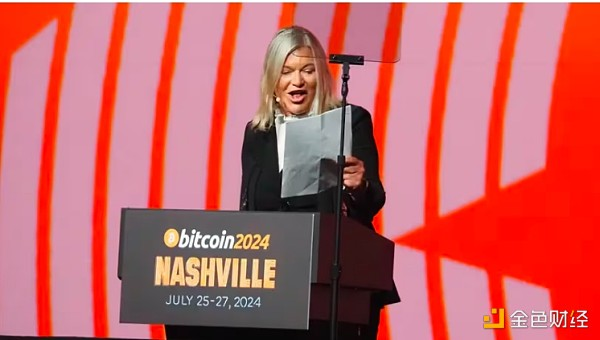 bitcoin2024
NASHVILLE
JULY 25-27, 2024
金色财经